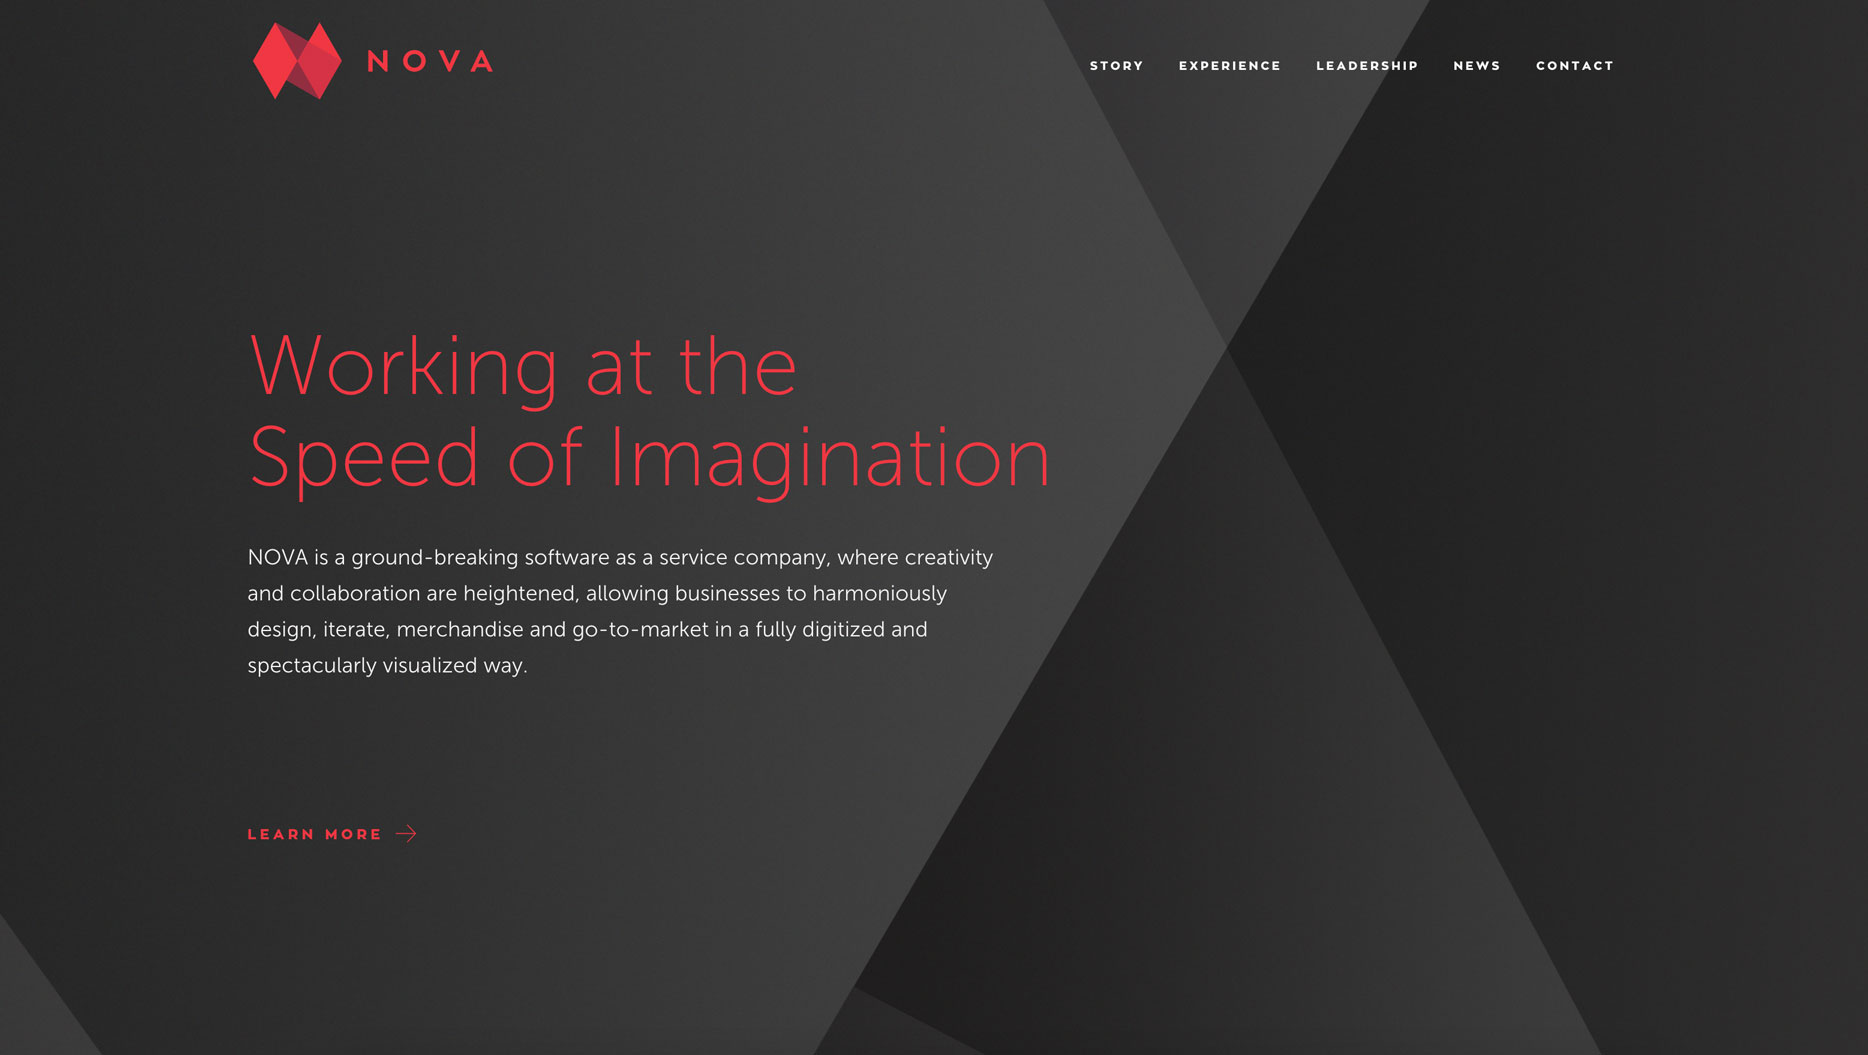 NOVA
STORY EXPERIENCE LEADERSHIP NEWS CONTACT
Working at the
Speed of Imagination
NOVA is a ground-breaking software as a service company, where creativity
and collaboration are heightened, allowing businesses to harmoniously
design, iterate, merchandise and go-to-market in a fully digitized and
spectacularly visualized way.
LEARN MORE